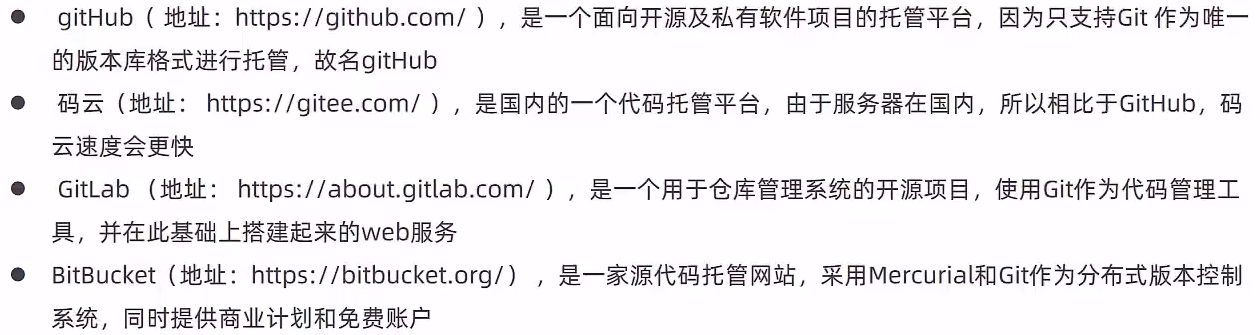 ● gitHub（ 地址：https://github.com/ ），是一个面向开源及私有软件项目的托管平台，因为只支持Git 作为唯一
的版本库格式进行托管，故名gitHub
● 码云（地址： https://gitee.com/ ），是国内的一个代码托管平台，由于服务器在国内，所以相比于GitHub，码
云速度会更快
● GitLab （地址： https://about.gitlab.com/ ），是一个用于仓库管理系统的开源项目，使用Git作为代码管理工
具，并在此基础上搭建起来的web服务
● BitBucket（地址：https://bitbucket.org/） ，是一家源代码托管网站，采用Mercurial和Git作为分布式版本控制
系统，同时提供商业计划和免费账户